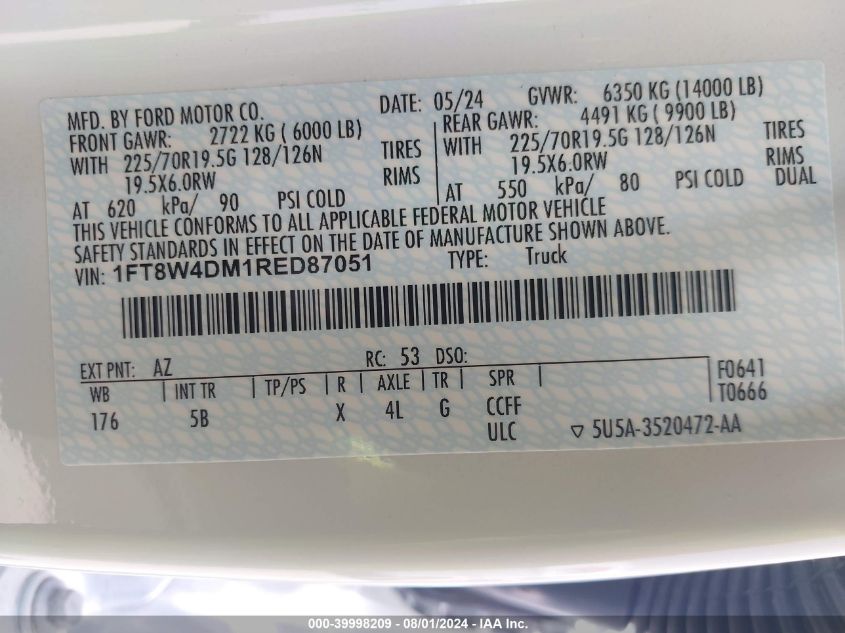 MFD. BY FORD MOTOR CO. DATE: 05/24 GVWR: 6350 KG (14000 LB)
FRONT GAWR: 2722 KG ( 6000 LB) REAR GAWR: 4491 KG ( 9900 LB)
WITH 225/70R19.5G 128/126N TIRES WITH 225/70R19.5G 128/126N TIRES
19.5X6.0RW RIMS 19.5X6.0RW RIMS
AT 620 kPa/ 90 PSI COLD AT 550 kPa/ 80 PSI COLD DUAL
THIS VEHICLE CONFORMS TO ALL APPLICABLE FEDERAL MOTOR VEHICLE
SAFETY STANDARDS IN EFFECT ON THE DATE OF MANUFACTURE SHOWN ABOVE.
VIN: 1FT8W4DM1RED87051 TYPE: Truck
EXT PNT: AZ RC: 53 DSO: F0641
WB | INT TR | TP/PS | R | AXLE | TR | SPR | T0666
176 5B X 4L G CCFF
ULC ▽ 5U5A-3520472-AA
000-39998209 - 08/01/2024 - IAA Inc.